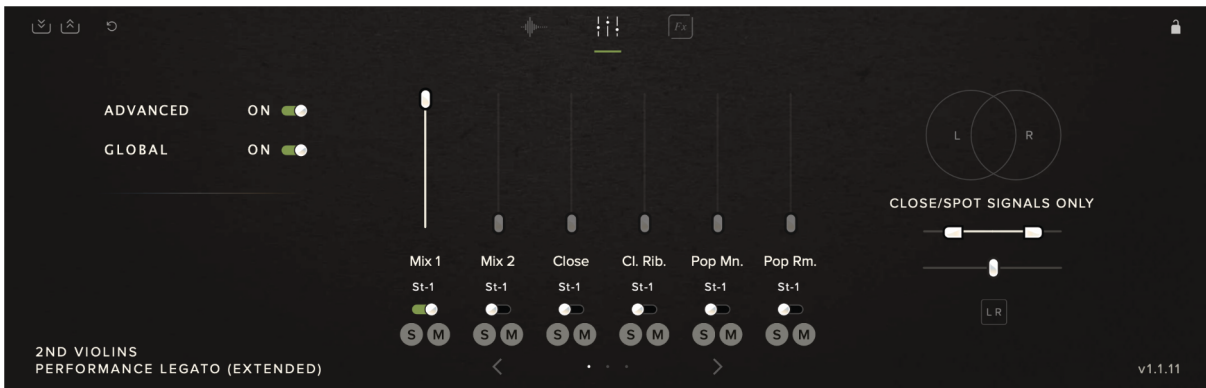 Fx
ADVANCED ON
GLOBAL ON
L R
CLOSE/SPOT SIGNALS ONLY
Mix 1 Mix 2 Close Cl. Rib. Pop Mn. Pop Rm.
St-1 St-1 St-1 St-1 St-1 St-1
S M S M S M S M S M S M
LR
2ND VIOLINS
PERFORMANCE LEGATO (EXTENDED)
v1.1.11